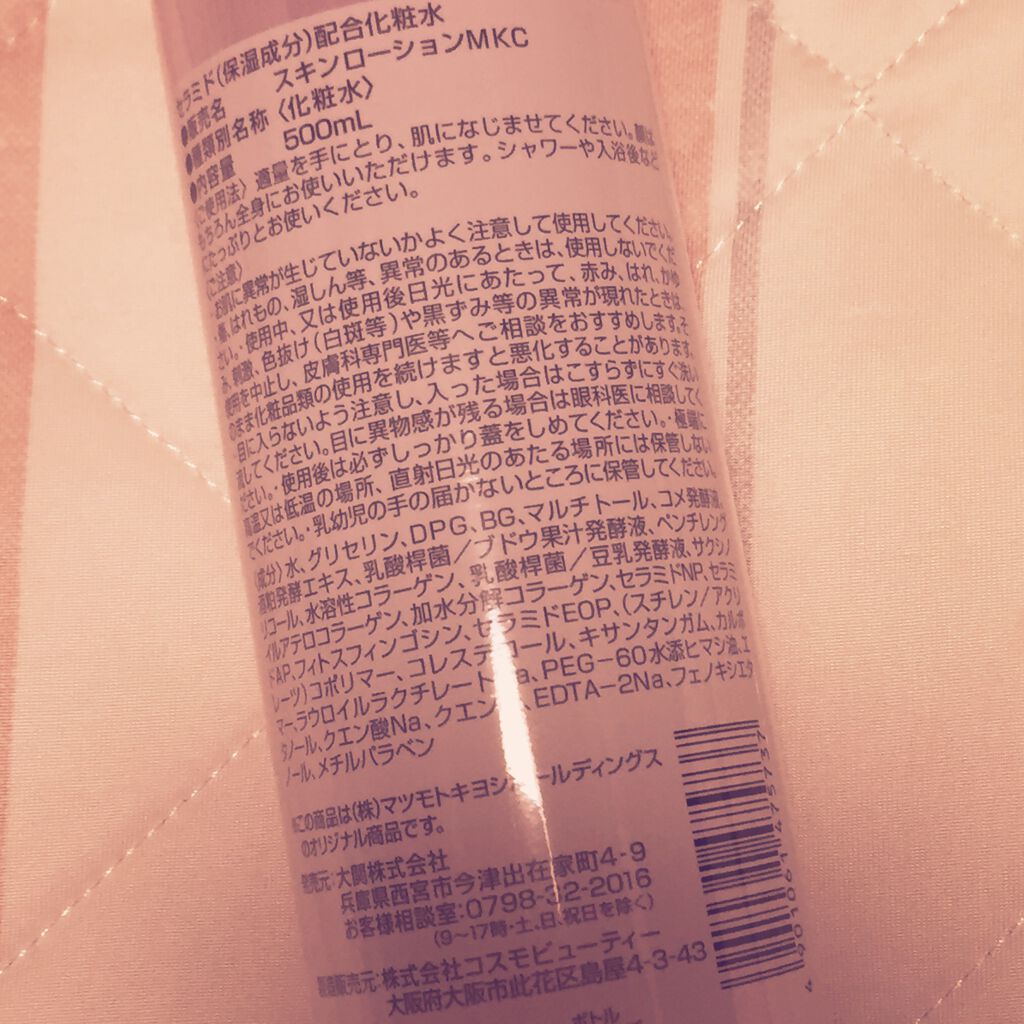 セラミド(保湿成分)配合化粧水
●販売名 スキンローションMKC
●種類別名称〈化粧水〉
●内容量 500mL
〈ご使用法〉適量を手にとり、肌になじませてください。顔は
もちろん全身にお使いいただけます。シャワーや入浴後など
にたっぷりとお使いください。
〈ご注意〉
・お肌に異常が生じていないかよく注意して使用してください。
・傷、はれもの、湿しん等、異常のあるときは、使用しないでくだ
さい。・使用中、又は使用後日光にあたって、赤み、はれ、かゆ
み、刺激、色抜け(白斑等)や黒ずみ等の異常が現れたときは、
使用を中止し、皮膚科専門医等へご相談をおすすめします。そ
のまま化粧品類の使用を続けますと悪化することがあります。
目に入らないよう注意し、入った場合はこすらずにすぐ洗い
流してください。目に異物感が残る場合は眼科医に相談してく
ださい。・使用後は必ずしっかり蓋をしめてください。・極端に
高温又は低温の場所、直射日光のあたる場所には保管しない
でください。・乳幼児の手の届かないところに保管してください。
〈成分〉水、グリセリン、DPG、BG、マルチトール、コメ発酵液、
酒粕発酵エキス、乳酸桿菌/ブドウ果汁発酵液、ペンチレング
リコール、水溶性コラーゲン、乳酸桿菌/豆乳発酵液、サクシノ
イルアテロコラーゲン、加水分解コラーゲン、セラミドNP、セラミ
ドAP、フィトスフィンゴシン、セラミドEOP、(スチレン/アクリ
レーツ)コポリマー、コレステロール、キサンタンガム、カルボ
マー、ラウロイルラクチレートNa、PEG-60水添ヒマシ油、エ
タノール、クエン酸Na、クエン酸、EDTA-2Na、フェノキシエタ
ノール、メチルパラベン
この商品は(株)マツモトキヨシホールディングス
のオリジナル商品です。
発売元:大関株式会社
兵庫県西宮市今津出在家町4-9
お客様相談室:0798-32-2016
(9～17時・土、日、祝日を除く)
製造販売元:株式会社コスモビューティー
大阪府大阪市此花区島屋4-3-43
ボトル
4 901061 475737